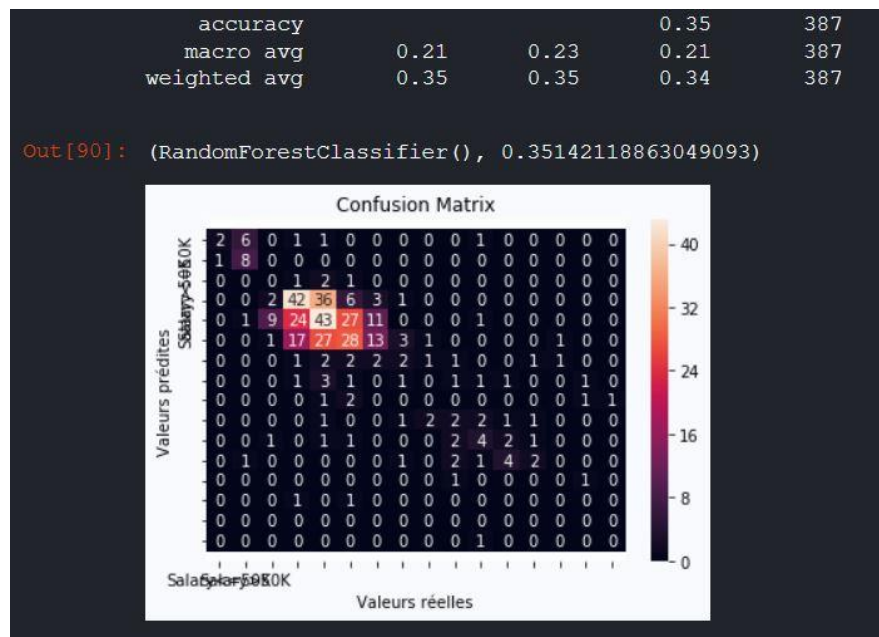 accuracy 0.35 387
macro avg 0.21 0.23 0.21 387
weighted avg 0.35 0.35 0.34 387
Out[90]: (RandomForestClassifier(), 0.35142118863049093)
Confusion Matrix
2 6 0 1 1 0 0 0 0 0 1 0 0 0 0 0
1 8 0 0 0 0 0 0 0 0 0 0 0 0 0 0
0 0 0 1 2 1 0 0 0 0 0 0 0 0 0 0
0 0 2 42 36 6 3 1 0 0 0 0 0 0 0 0
0 1 9 24 43 27 11 0 0 0 1 0 0 0 0 0
0 0 1 17 27 28 13 3 1 0 0 0 0 1 0 0
0 0 0 1 2 2 2 2 1 1 0 0 1 1 0 0
0 0 0 1 3 1 0 1 0 1 1 1 0 0 1 0
0 0 0 0 1 2 0 0 0 0 0 0 0 0 1 1
0 0 0 0 1 0 0 1 2 2 2 1 1 0 0 0
0 0 1 0 1 1 0 0 0 2 4 2 1 0 0 0
0 1 0 0 0 0 0 1 0 2 1 4 2 0 0 0
0 0 0 0 0 0 0 0 0 1 0 0 0 0 1 0
0 0 0 1 0 1 0 0 0 0 0 0 0 0 0 0
0 0 0 0 0 0 0 0 0 0 0 0 0 0 0 0
0 0 0 0 0 0 0 0 0 0 1 0 0 0 0 0
40
32
24
16
8
0
Valeurs prédites
Valeurs réelles